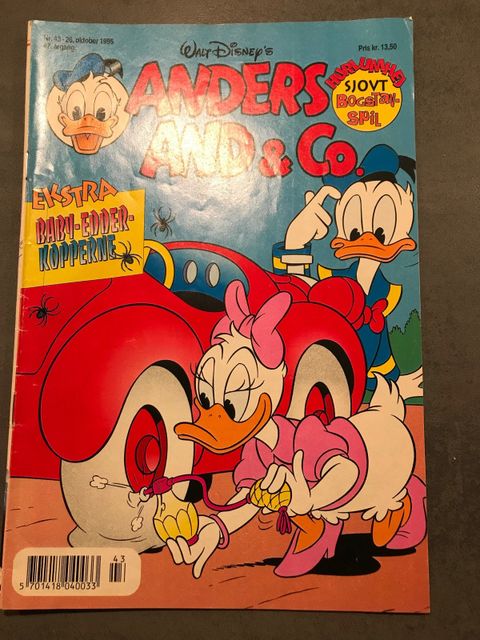 Nr. 43 - 26. oktober 1995
47. årgang.
WALT DISNEY'S
Pris kr. 13,50
ANDERS
AND & Co.
SJOVT
BOGSTAV-
SPIL
EKSTRA
BABY-EDDER-
KOPPERNE
43
5 701418 040033